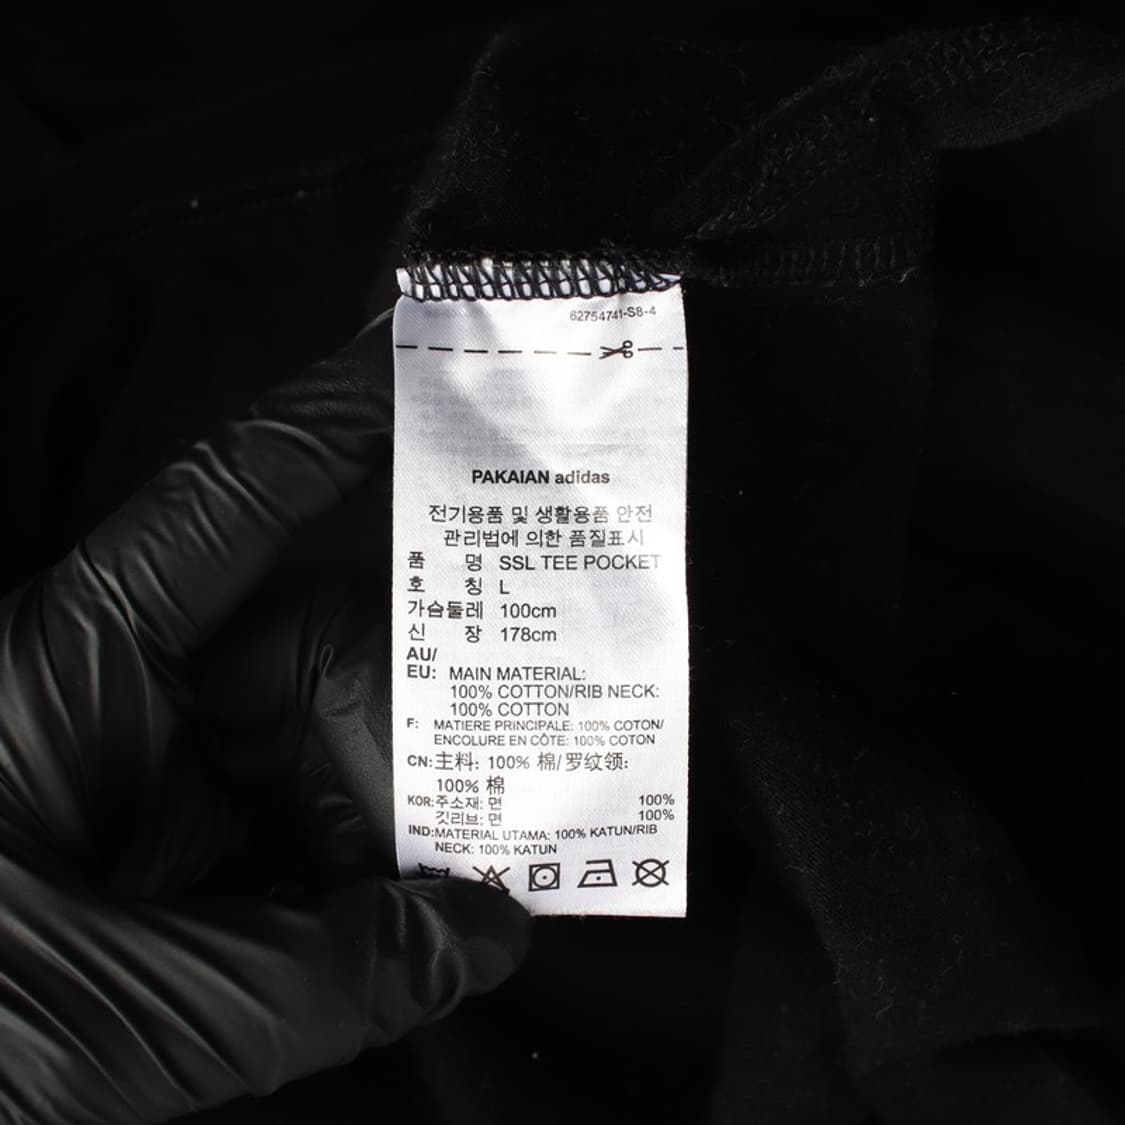 62754741-S8-4
PAKAIAN adidas
전기용품 및 생활용품 안전
관리법에 의한 품질표시
품 명 SSL TEE POCKET
호 칭 L
가슴둘레 100cm
신 장 178cm
AU/
EU: MAIN MATERIAL:
100% COTTON/RIB NECK:
100% COTTON
F: MATIERE PRINCIPALE: 100% COTON/
ENCOLURE EN CÔTE: 100% COTON
CN:主料: 100% 棉/罗纹领:
100% 棉
KOR:주소재: 면 100%
깃리브: 면 100%
IND:MATERIAL UTAMA: 100% KATUN/RIB
NECK: 100% KATUN